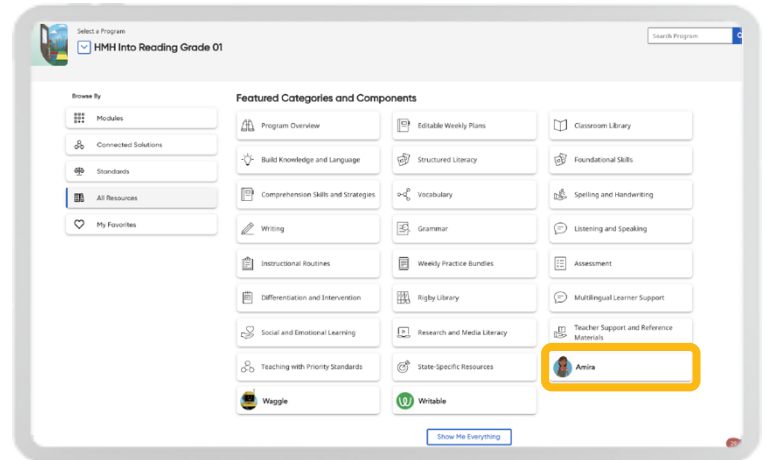 Select a Program
HMH Into Reading Grade 01
Search Program
Browse By
Modules
Connected Solutions
Standards
All Resources
My Favorites
Featured Categories and Components
Program Overview
Editable Weekly Plans
Classroom Library
Build Knowledge and Language
Structured Literacy
Foundational Skills
Comprehension Skills and Strategies
Vocabulary
Spelling and Handwriting
Writing
Grammar
Listening and Speaking
Instructional Routines
Weekly Practice Bundles
Assessment
Differentiation and Intervention
Rigby Library
Multilingual Learner Support
Social and Emotional Learning
Research and Media Literacy
Teacher Support and Reference
Materials
Teaching with Priority Standards
State-Specific Resources
Amira
Waggle
Writable
Show Me Everything